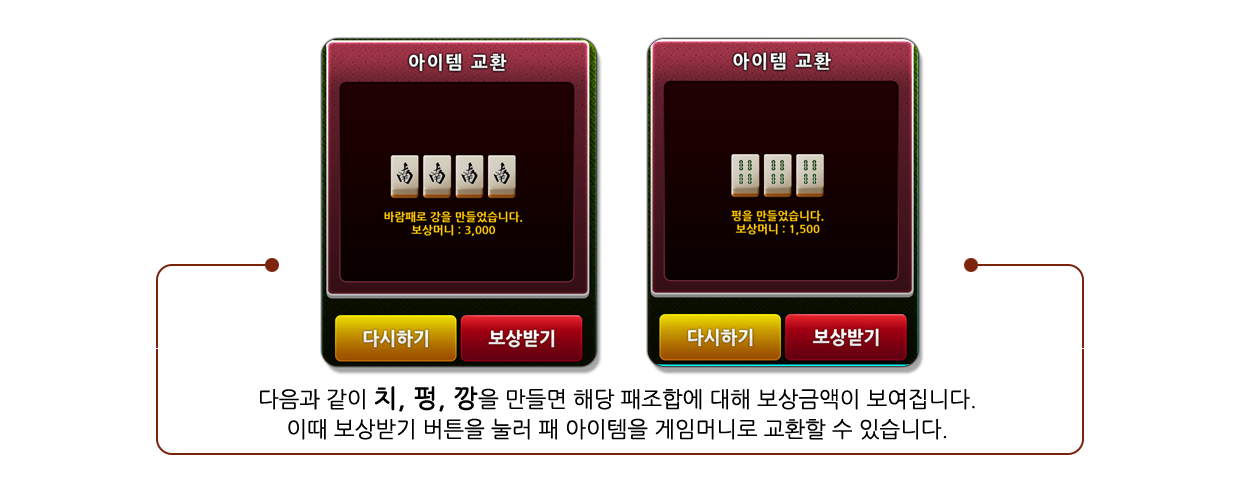 아이템 교환
南 南 南 南
바람패로 강을 만들었습니다.
보상머니 : 3,000
다시하기
보상받기
아이템 교환
펑을 만들었습니다.
보상머니 : 1,500
다시하기
보상받기
다음과 같이 치, 펑, 깡을 만들면 해당 패조합에 대해 보상금액이 보여집니다.
이때 보상받기 버튼을 눌러 패 아이템을 게임머니로 교환할 수 있습니다.